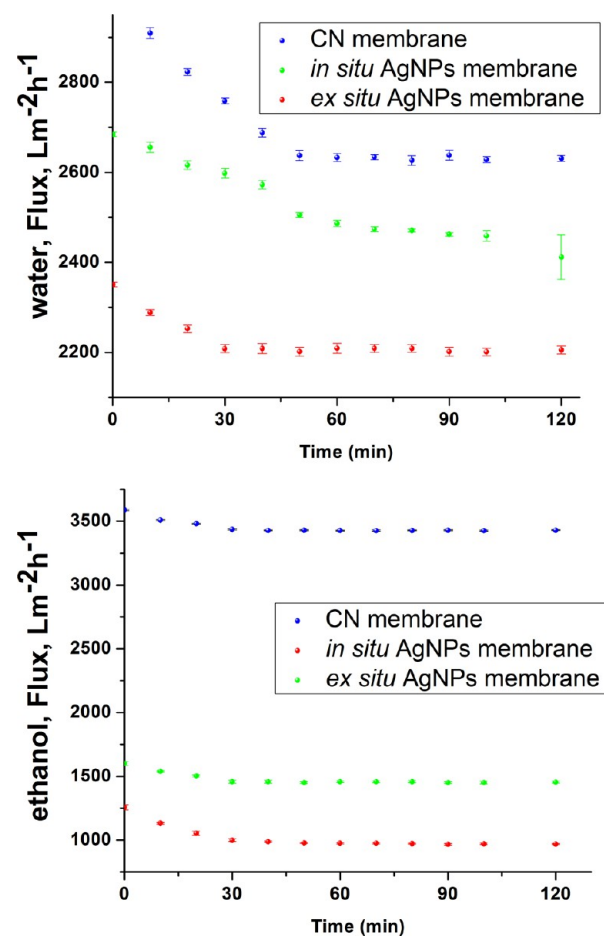 water, Flux, Lm-2h-1
2800
2600
2400
2200
CN membrane
in situ AgNPs membrane
ex situ AgNPs membrane
0 30 60 90 120
Time (min)
ethanol, Flux, Lm-2h-1
3500
3000
2500
2000
1500
1000
CN membrane
in situ AgNPs membrane
ex situ AgNPs membrane
0 30 60 90 120
Time (min)